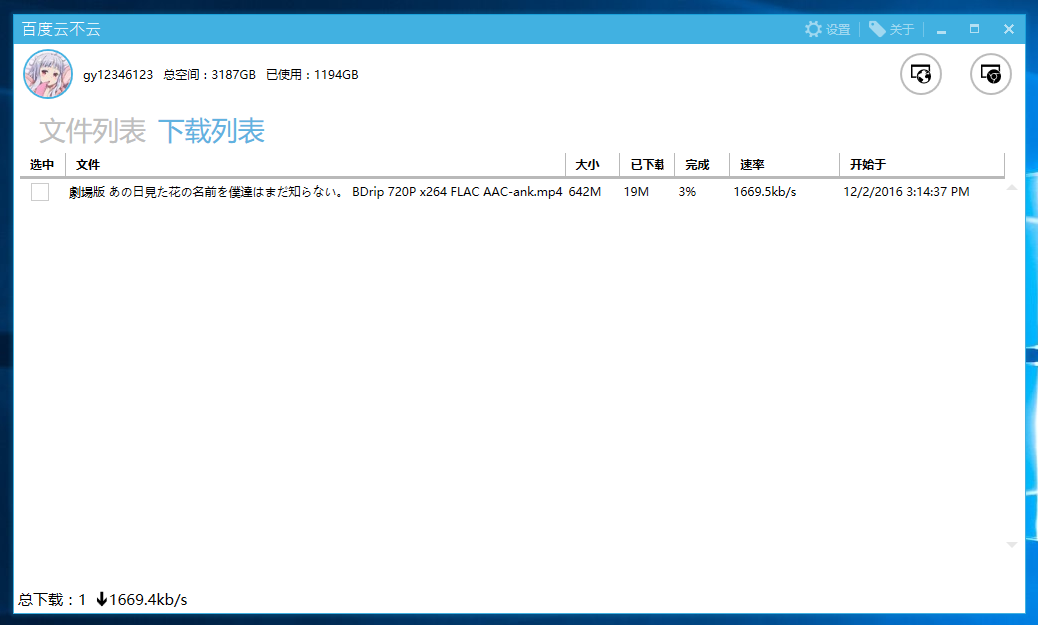 百度云不云 设置 关于
gy12346123 总空间：3187GB 已使用：1194GB
文件列表 下载列表
选中 文件 大小 已下载 完成 速率 开始于
劇場版 あの日見た花の名前を僕達はまだ知らない。 BDrip 720P x264 FLAC AAC-ank.mp4 642M 19M 3% 1669.5kb/s 12/2/2016 3:14:37 PM
总下载：1 1669.4kb/s